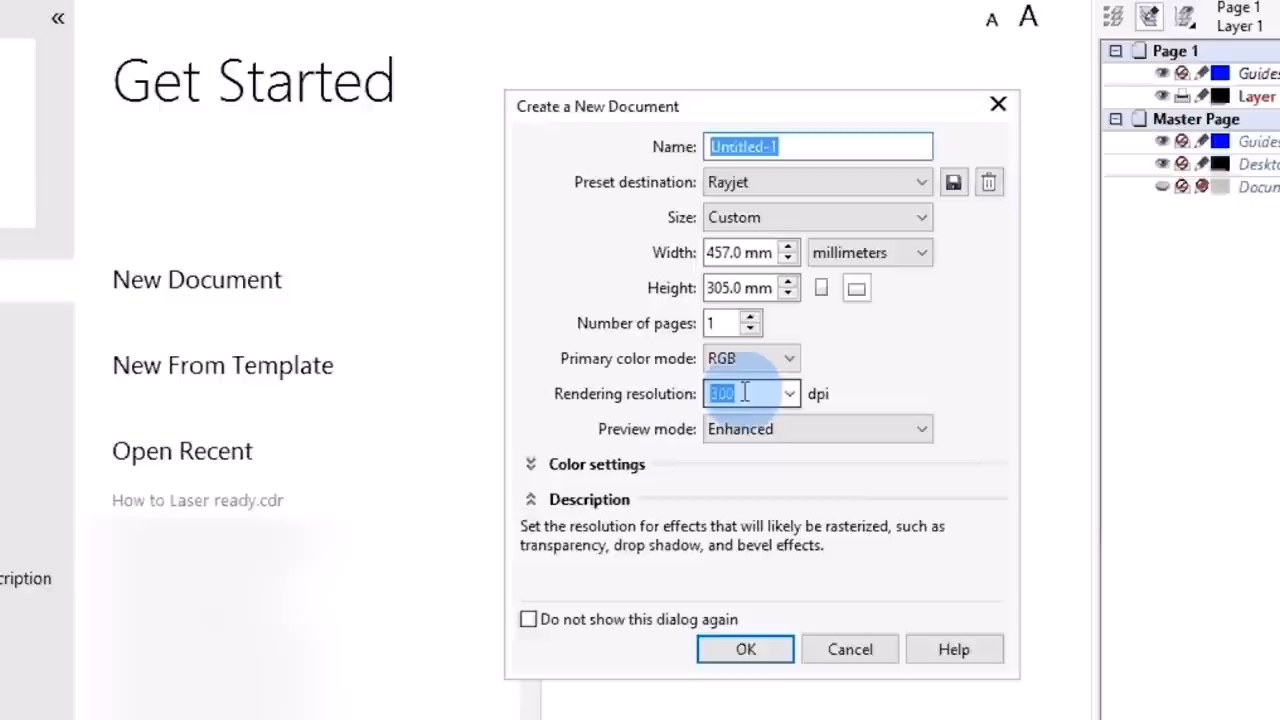 «
Get Started
New Document
New From Template
Open Recent
How to Laser ready.cdr
cription
A A
Create a New Document
Name: Untitled-1
Preset destination: Rayjet
Size: Custom
Width: 457.0 mm millimeters
Height: 305.0 mm
Number of pages: 1
Primary color mode: RGB
Rendering resolution: 300 dpi
Preview mode: Enhanced
Color settings
Description
Set the resolution for effects that will likely be rasterized, such as
transparency, drop shadow, and bevel effects.
Do not show this dialog again
OK Cancel Help
Page 1
Layer 1
Page 1
Guides
Layer
Master Page
Guides
Deskto
Docun